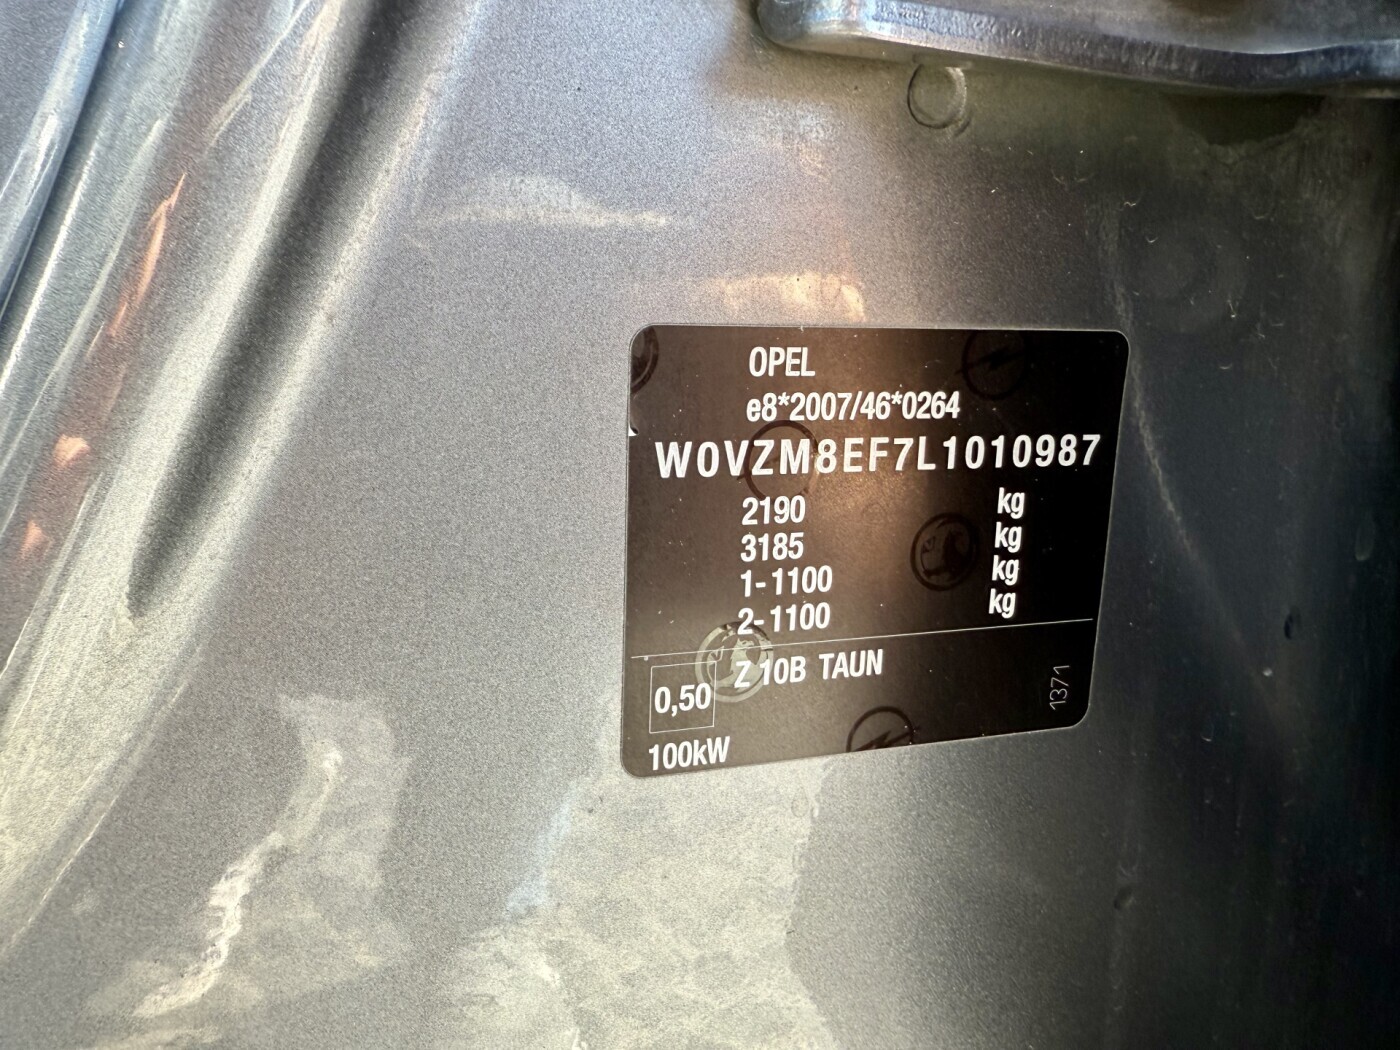 OPEL
e8*2007/46*0264
W0VZM8EF7L1010987
2190 kg
3185 kg
1-1100 kg
2-1100 kg
Z 10B TAUN
0,50
100kW
1371